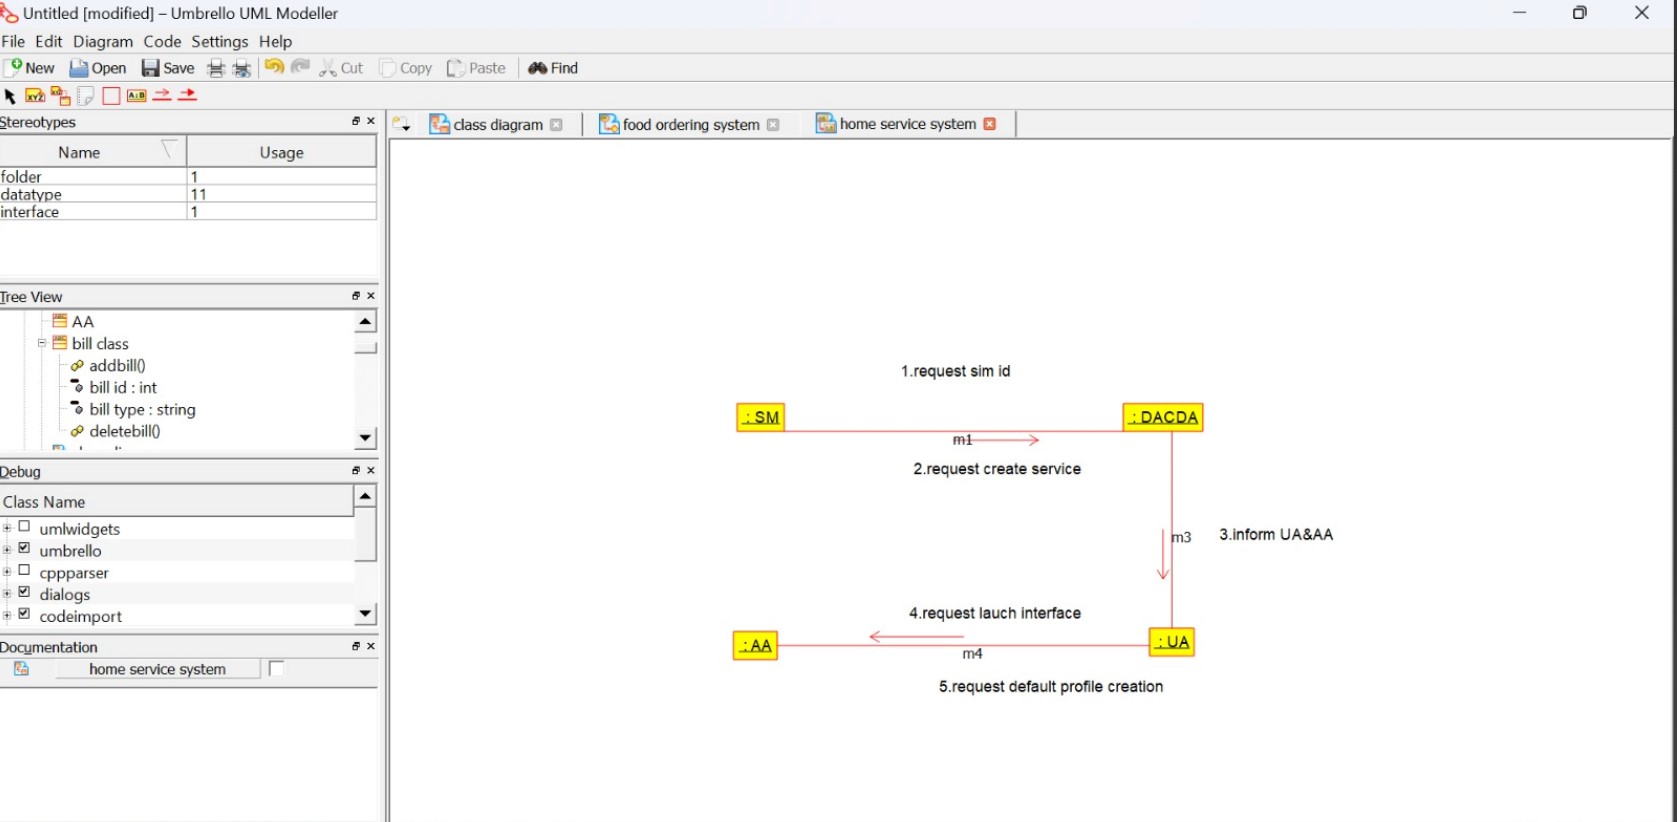 Untitled [modified] – Umbrello UML Modeller
File Edit Diagram Code Settings Help
New Open Save Cut Copy Paste Find
XYZ A:B
Stereotypes
Name Usage
folder 1
datatype 11
interface 1
Tree View
AA
bill class
addbill()
bill id : int
bill type : string
deletebill()
Debug
Class Name
umlwidgets
umbrello
cppparser
dialogs
codeimport
Documentation
home service system
class diagram food ordering system home service system
1.request sim id
: SM : DACDA
m1
2.request create service
m3 3.inform UA&AA
4.request lauch interface
: AA : UA
m4
5.request default profile creation